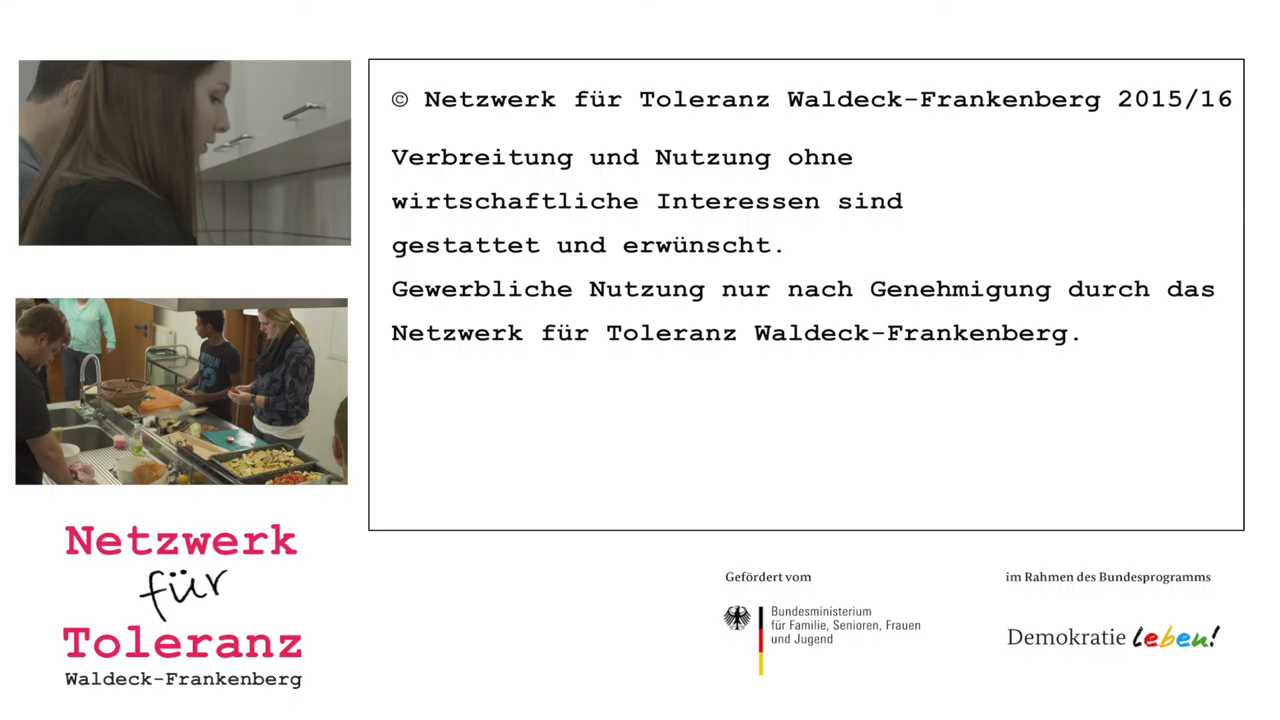 © Netzwerk für Toleranz Waldeck-Frankenberg 2015/16
Verbreitung und Nutzung ohne
wirtschaftliche Interessen sind
gestattet und erwünscht.
Gewerbliche Nutzung nur nach Genehmigung durch das
Netzwerk für Toleranz Waldeck-Frankenberg.
Netzwerk
für
Toleranz
Waldeck-Frankenberg
Gefördert vom
Bundesministerium
für Familie, Senioren, Frauen
und Jugend
im Rahmen des Bundesprogramms
Demokratie leben!